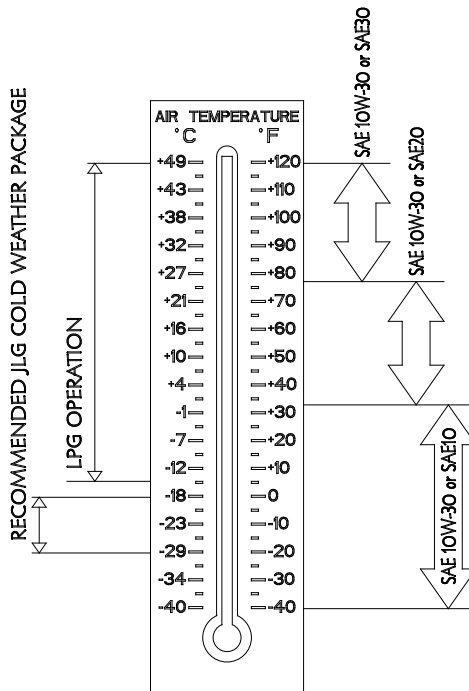 AIR TEMPERATURE
°C °F
+49 +120
+43 +110
+38 +100
+32 +90
+27 +80
+21 +70
+16 +60
+10 +50
+4 +40
-1 +30
-7 +20
-12 +10
-18 0
-23 -10
-29 -20
-34 -30
-40 -40
RECOMMENDED JLG COLD WEATHER PACKAGE
LPG OPERATION
SAE 10W-30 or SAE30
SAE 10W-30 or SAE20
SAE 10W-30 or SAE10